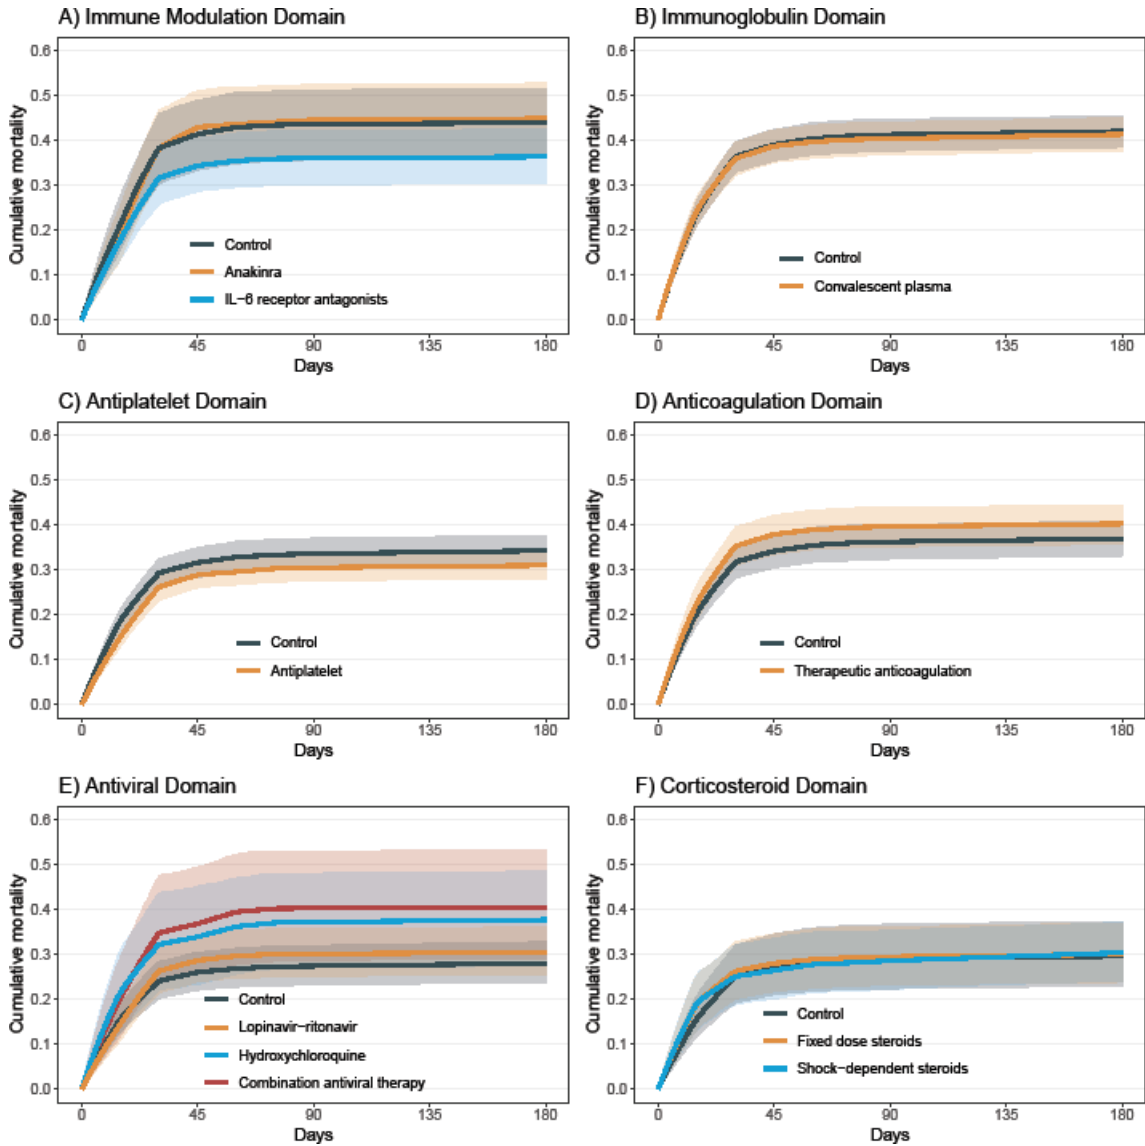 A) Immune Modulation Domain
Cumulative mortality
0.6
0.5
0.4
0.3
0.2
0.1
0.0
Control
Anakinra
IL-6 receptor antagonists
0 45 90 135 180
Days
B) Immunoglobulin Domain
Cumulative mortality
0.6
0.5
0.4
0.3
0.2
0.1
0.0
Control
Convalescent plasma
0 45 90 135 180
Days
C) Antiplatelet Domain
Cumulative mortality
0.6
0.5
0.4
0.3
0.2
0.1
0.0
Control
Antiplatelet
0 45 90 135 180
Days
D) Anticoagulation Domain
Cumulative mortality
0.6
0.5
0.4
0.3
0.2
0.1
0.0
Control
Therapeutic anticoagulation
0 45 90 135 180
Days
E) Antiviral Domain
Cumulative mortality
0.6
0.5
0.4
0.3
0.2
0.1
0.0
Control
Lopinavir-ritonavir
Hydroxychloroquine
Combination antiviral therapy
0 45 90 135 180
Days
F) Corticosteroid Domain
Cumulative mortality
0.6
0.5
0.4
0.3
0.2
0.1
0.0
Control
Fixed dose steroids
Shock-dependent steroids
0 45 90 135 180
Days